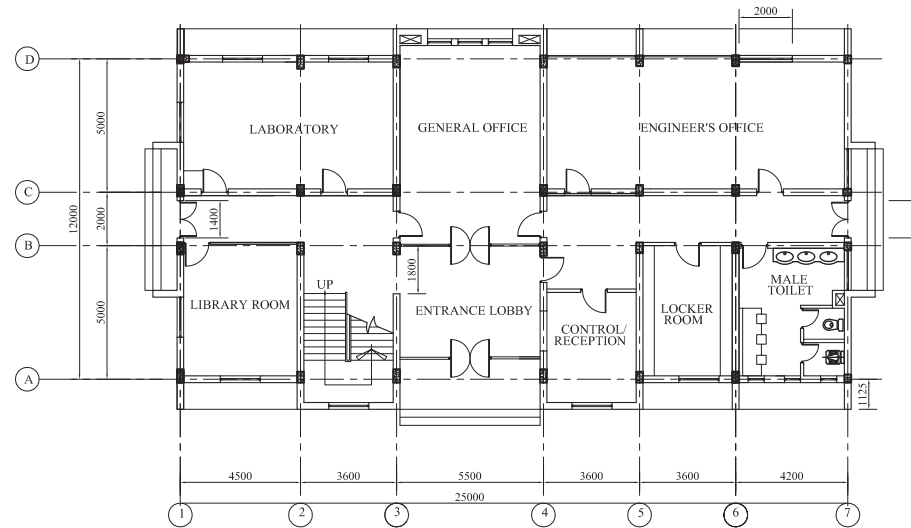 2000
D
LABORATORY
GENERAL OFFICE
ENGINEER'S OFFICE
5000
C
12000
2000
1400
B
1800
UP
LIBRARY ROOM
ENTRANCE LOBBY
CONTROL/
RECEPTION
LOCKER
ROOM
MALE
TOILET
5000
A
1125
4500
3600
5500
3600
3600
4200
25000
1
2
3
4
5
6
7